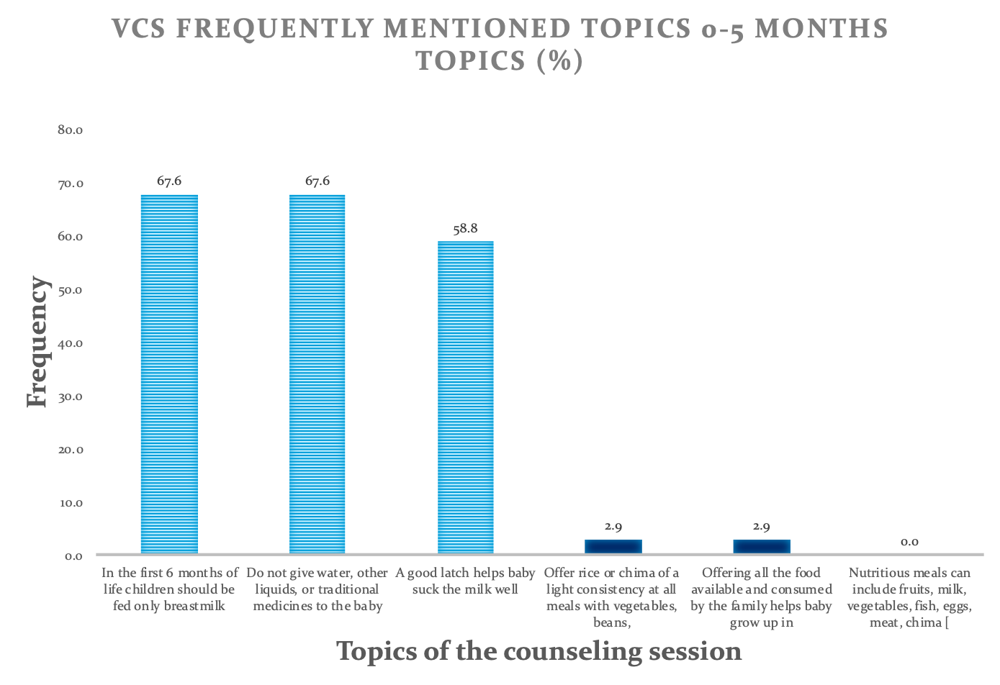 VCS FREQUENTLY MENTIONED TOPICS 0-5 MONTHS
TOPICS (%)
80.0
70.0
60.0
50.0
40.0
30.0
20.0
10.0
0.0
Frequency
67.6
67.6
58.8
2.9
2.9
0.0
In the first 6 months of
life children should be
fed only breastmilk
Do not give water, other
liquids, or traditional
medicines to the baby
A good latch helps baby
suck the milk well
Offer rice or chima of a
light consistency at all
meals with vegetables,
beans,
Offering all the food
available and consumed
by the family helps baby
grow up in
Nutritious meals can
include fruits, milk,
vegetables, fish, eggs,
meat, chima [
Topics of the counseling session